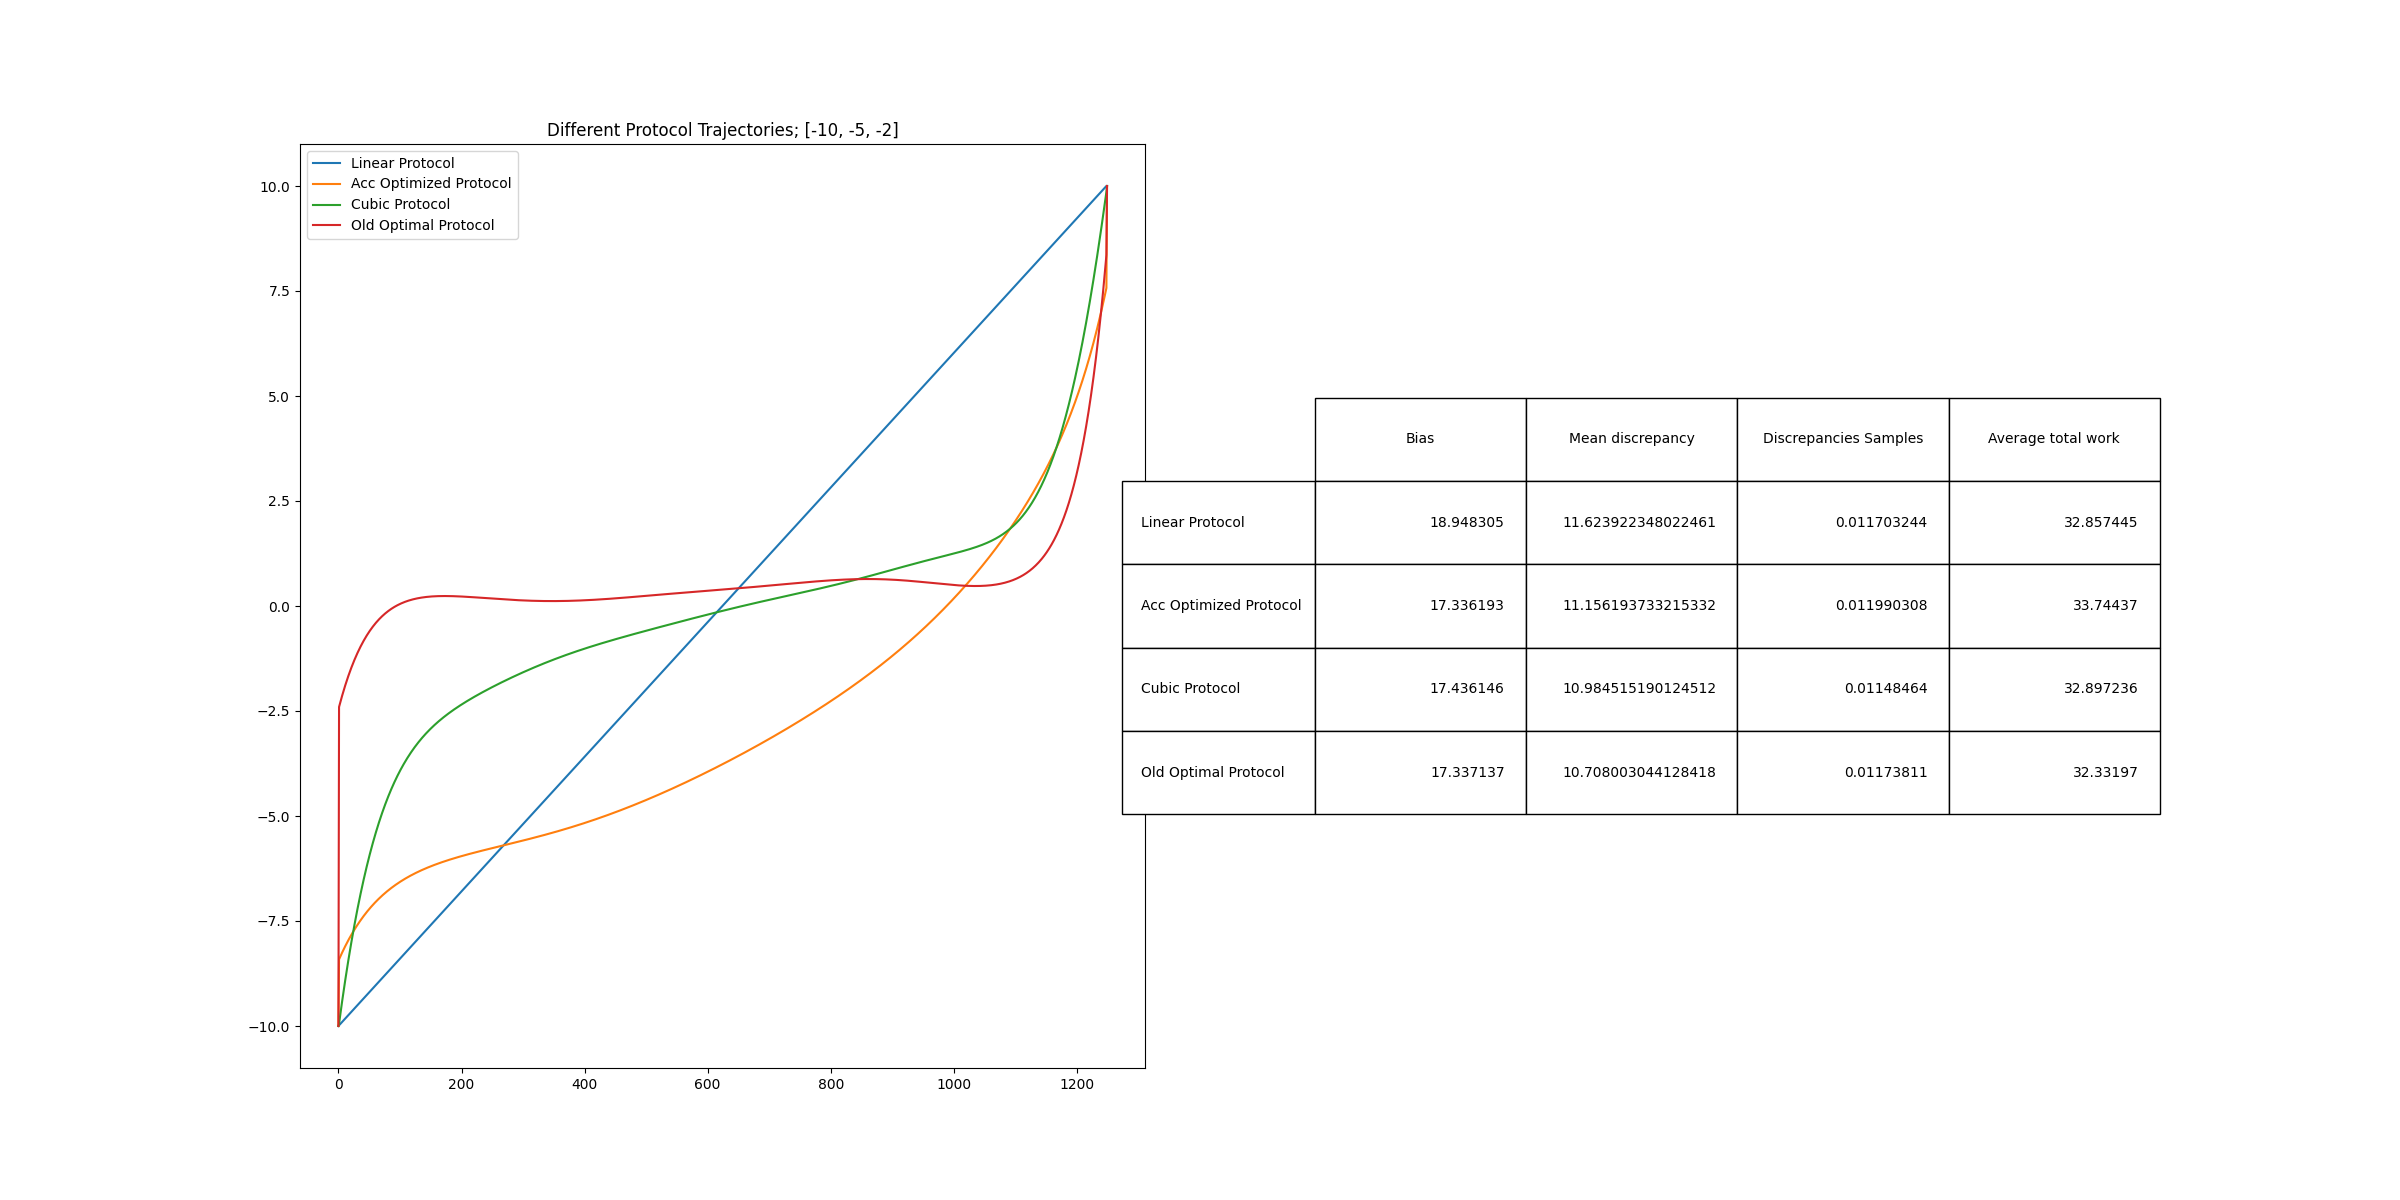 Different Protocol Trajectories; [-10, -5, -2]
Linear Protocol
Acc Optimized Protocol
Cubic Protocol
Old Optimal Protocol
10.0
7.5
5.0
2.5
0.0
−2.5
−5.0
−7.5
−10.0
0 200 400 600 800 1000 1200
Bias Mean discrepancy Discrepancies Samples Average total work
Linear Protocol 18.948305 11.623922348022461 0.011703244 32.857445
Acc Optimized Protocol 17.336193 11.156193733215332 0.011990308 33.74437
Cubic Protocol 17.436146 10.984515190124512 0.01148464 32.897236
Old Optimal Protocol 17.337137 10.708003044128418 0.01173811 32.33197